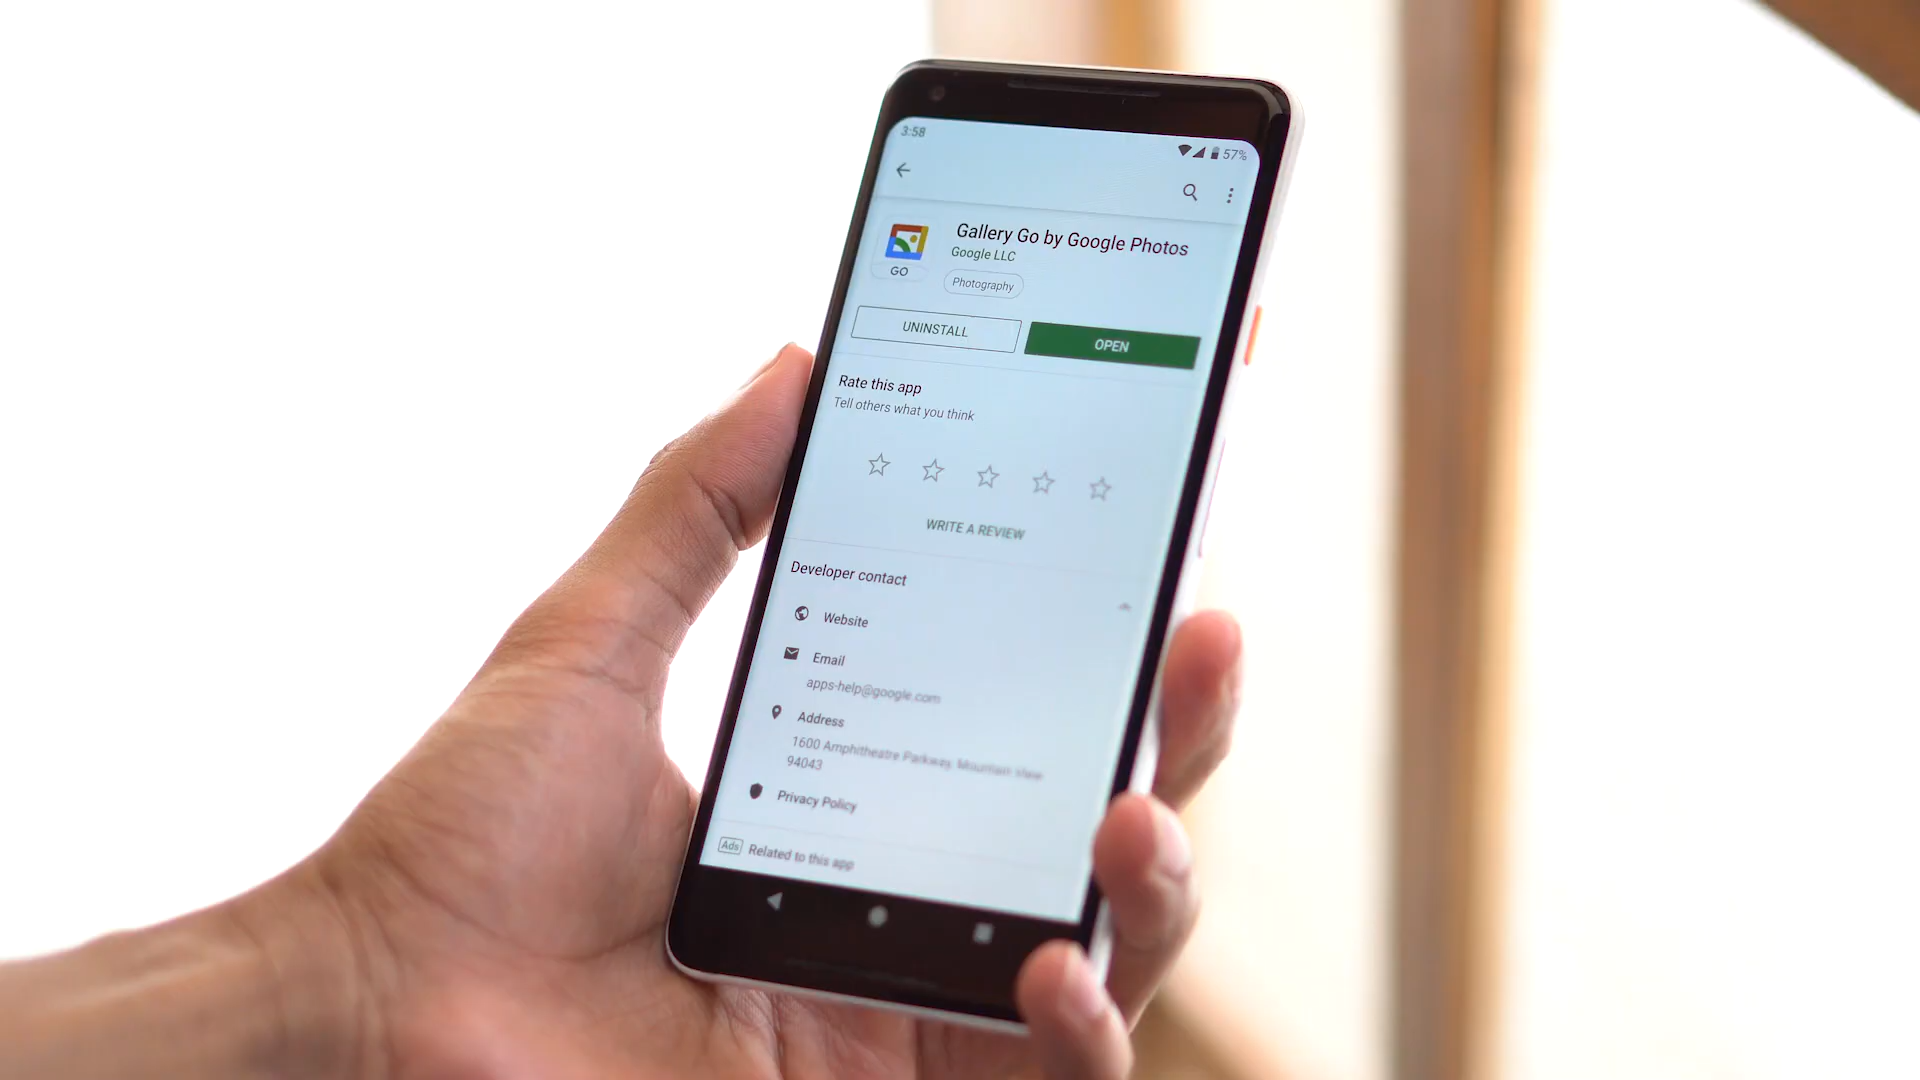 3:58
57%
Gallery Go by Google Photos
Google LLC
GO
Photography
UNINSTALL
OPEN
Rate this app
Tell others what you think
WRITE A REVIEW
Developer contact
Website
Email
apps-help@google.com
Address
1600 Amphitheatre Parkway, Mountain View
94043
Privacy Policy
Ads Related to this app